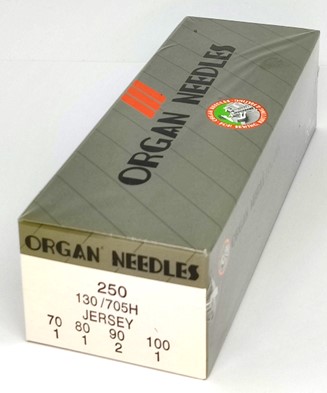 ORGAN NEEDLES
ORGAN NEEDLES
250
130/705H
JERSEY
70 80 90 100
1 1 2 1